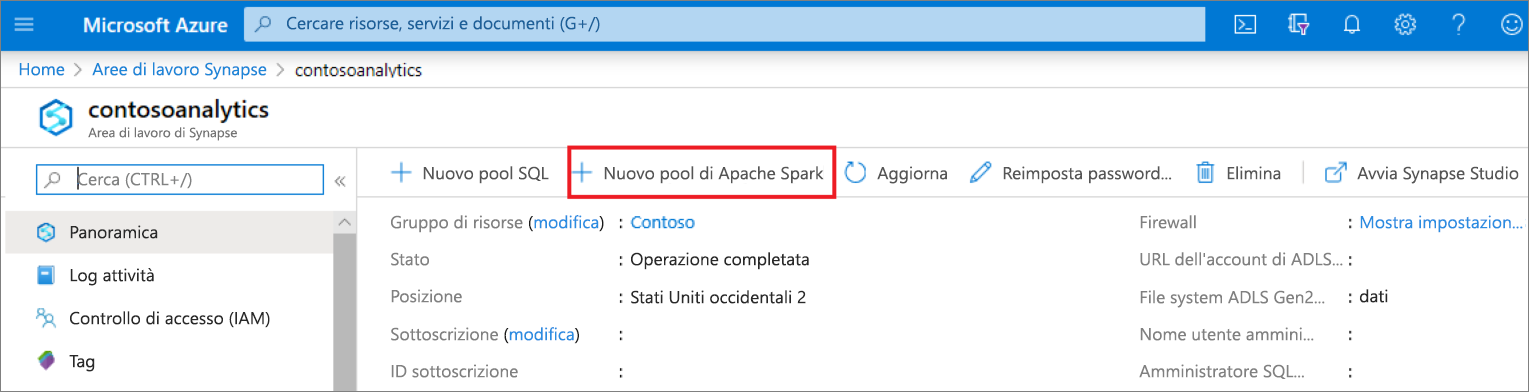 Microsoft Azure Cercare risorse, servizi e documenti (G+/)
Home > Aree di lavoro Synapse > contosoanalytics
contosoanalytics
Area di lavoro di Synapse
Cerca (CTRL+/) «
Panoramica
Log attività
Controllo di accesso (IAM)
Tag
+ Nuovo pool SQL + Nuovo pool di Apache Spark Aggiorna Reimposta password... Elimina Avvia Synapse Studio
Gruppo di risorse (modifica) : Contoso
Stato : Operazione completata
Posizione : Stati Uniti occidentali 2
Sottoscrizione (modifica) :
ID sottoscrizione :
Firewall : Mostra impostazion...
URL dell'account di ADLS... :
File system ADLS Gen2... : dati
Nome utente ammini... :
Amministratore SQL... :